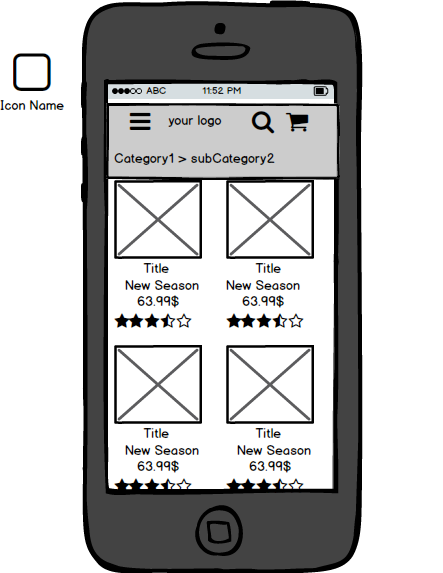 ABC 11:52 PM
Icon Name
your logo
Category1 > subCategory2
Title Title
New Season New Season
63.99$ 63.99$
Title Title
New Season New Season
63.99$ 63.99$